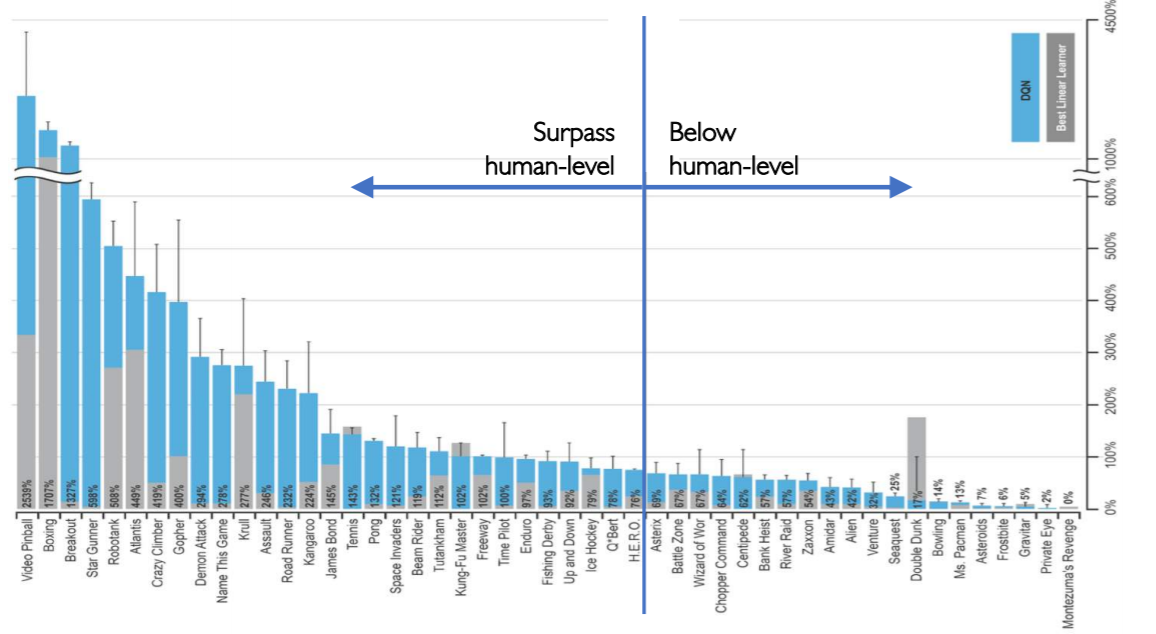 4500%
1000%
600%
500%
400%
300%
200%
100%
0%
DQN
Best Linear Learner
Surpass
human-level
Below
human-level
2539%
1707%
1327%
598%
508%
449%
419%
400%
294%
278%
277%
246%
232%
224%
145%
143%
132%
121%
119%
112%
102%
102%
100%
97%
93%
92%
79%
78%
76%
69%
67%
67%
64%
62%
57%
57%
54%
43%
42%
32%
25%
17%
14%
13%
7%
6%
5%
2%
0%
Video Pinball
Boxing
Breakout
Star Gunner
Robotank
Atlantis
Crazy Climber
Gopher
Demon Attack
Name This Game
Krull
Assault
Road Runner
Kangaroo
James Bond
Tennis
Pong
Space Invaders
Beam Rider
Tutankham
Kung-Fu Master
Freeway
Time Pilot
Enduro
Fishing Derby
Up and Down
Ice Hockey
Q*Bert
H.E.R.O.
Asterix
Battle Zone
Wizard of Wor
Chopper Command
Centipede
Bank Heist
River Raid
Zaxxon
Amidar
Alien
Venture
Seaquest
Double Dunk
Bowling
Ms. Pacman
Asteroids
Frostbite
Gravitar
Private Eye
Montezuma's Revenge